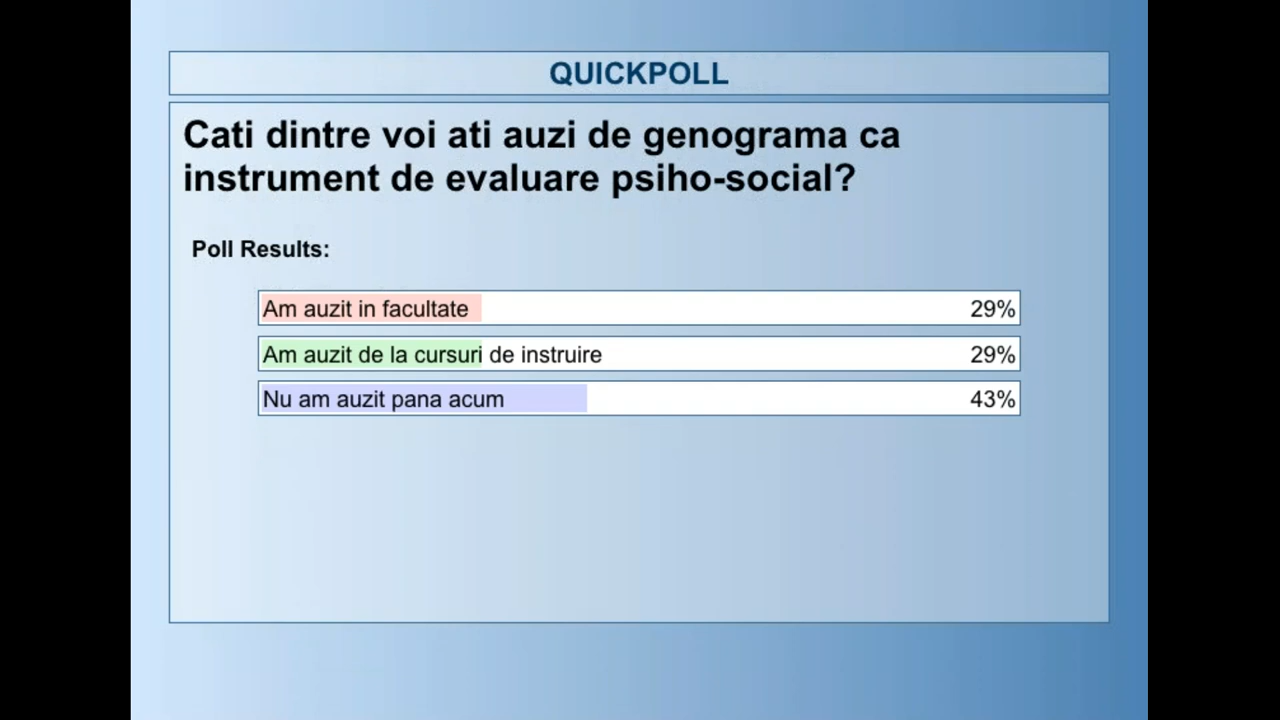 QUICKPOLL
Cati dintre voi ati auzi de genograma ca
instrument de evaluare psiho-social?
Poll Results:
Am auzit in facultate 29%
Am auzit de la cursuri de instruire 29%
Nu am auzit pana acum 43%